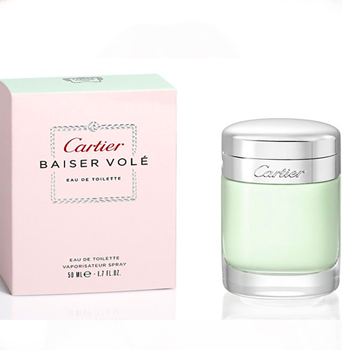 Cartier
BAISER VOLÉ
EAU DE TOILETTE
EAU DE TOILETTE
VAPORISATEUR SPRAY
50 ML ℮ 1.7 FL.OZ.
Cartier